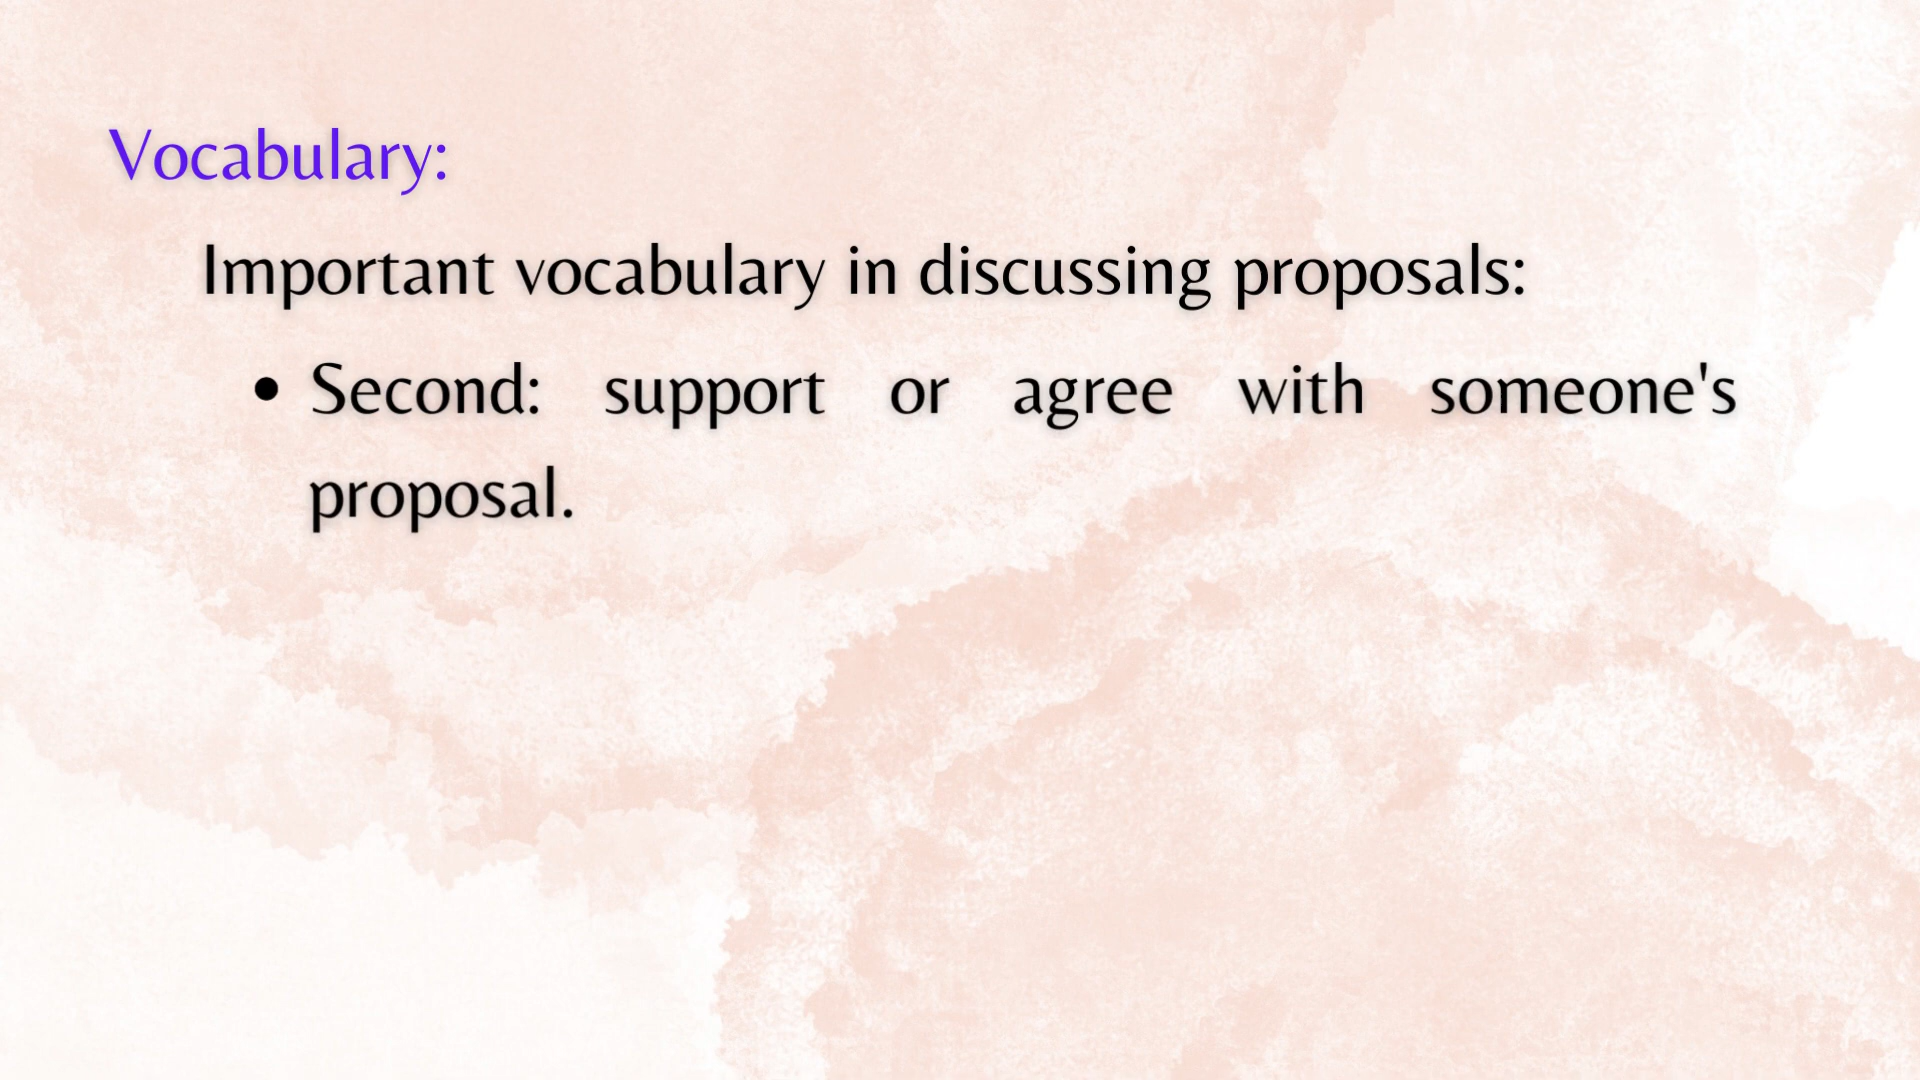 Vocabulary:
Important vocabulary in discussing proposals:
• Second: support or agree with someone's
proposal.